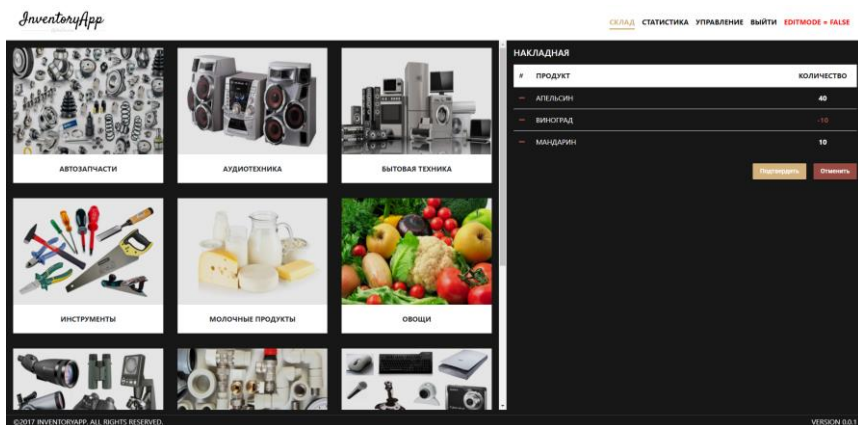 InventoryApp
СКЛАД СТАТИСТИКА УПРАВЛЕНИЕ ВЫЙТИ EDITMODE = FALSE
АВТОЗАПЧАСТИ
АУДИОТЕХНИКА
БЫТОВАЯ ТЕХНИКА
ИНСТРУМЕНТЫ
МОЛОЧНЫЕ ПРОДУКТЫ
ОВОЩИ
НАКЛАДНАЯ
# ПРОДУКТ КОЛИЧЕСТВО
− АПЕЛЬСИН 40
− ВИНОГРАД -10
− МАНДАРИН 10
Подтвердить Отменить
©2017 INVENTORYAPP. ALL RIGHTS RESERVED. VERSION 0.0.1